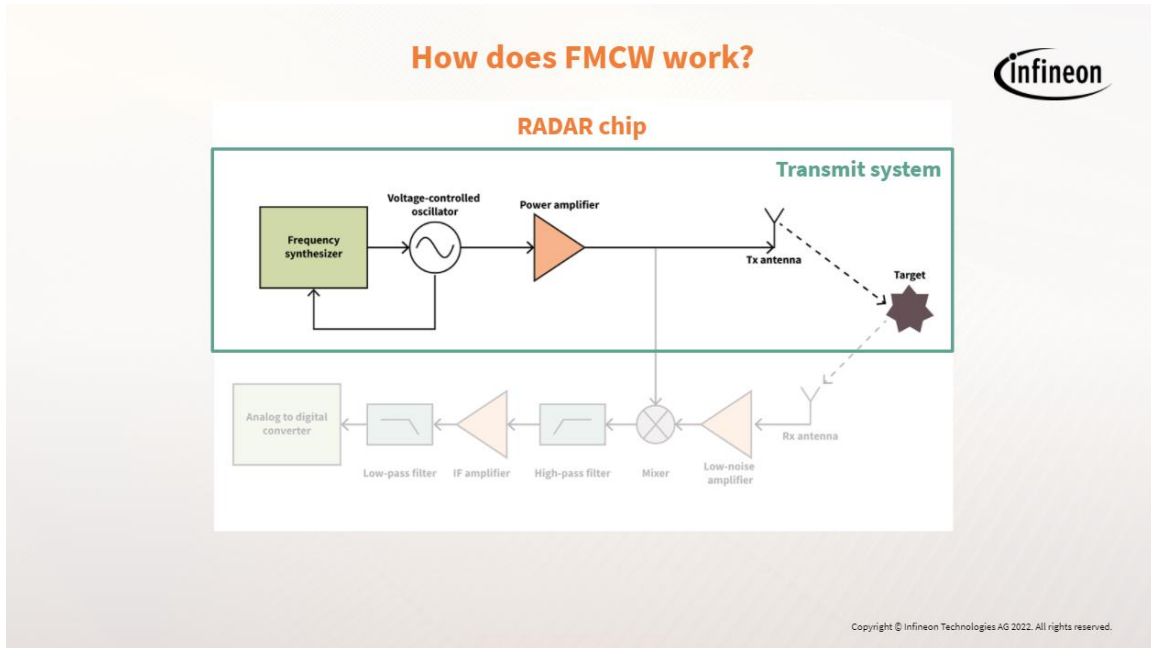 How does FMCW work?
infineon
RADAR chip
Transmit system
Voltage-controlled
oscillator
Power amplifier
Frequency
synthesizer
Tx antenna
Target
Analog to digital
converter
Low-pass filter
IF amplifier
High-pass filter
Mixer
Low-noise
amplifier
Rx antenna
Copyright © Infineon Technologies AG 2022. All rights reserved.